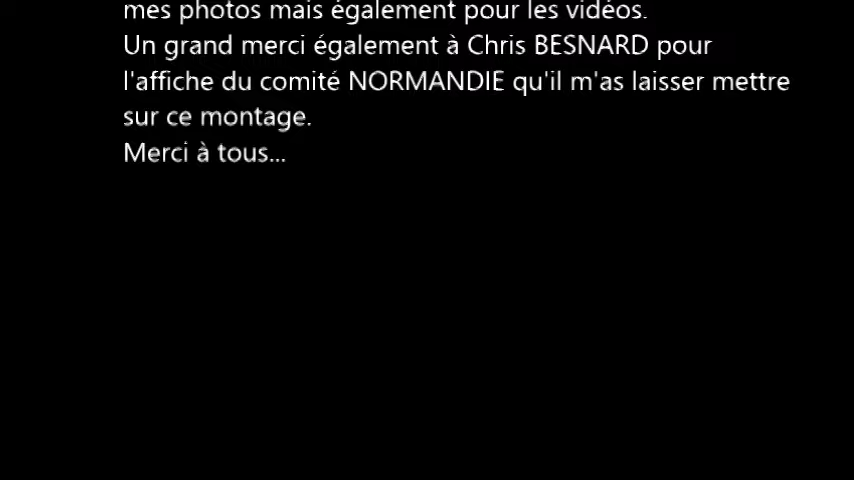 mes photos mais également pour les vidéos.
Un grand merci également à Chris BESNARD pour
l'affiche du comité NORMANDIE qu'il m'as laisser mettre
sur ce montage.
Merci à tous...